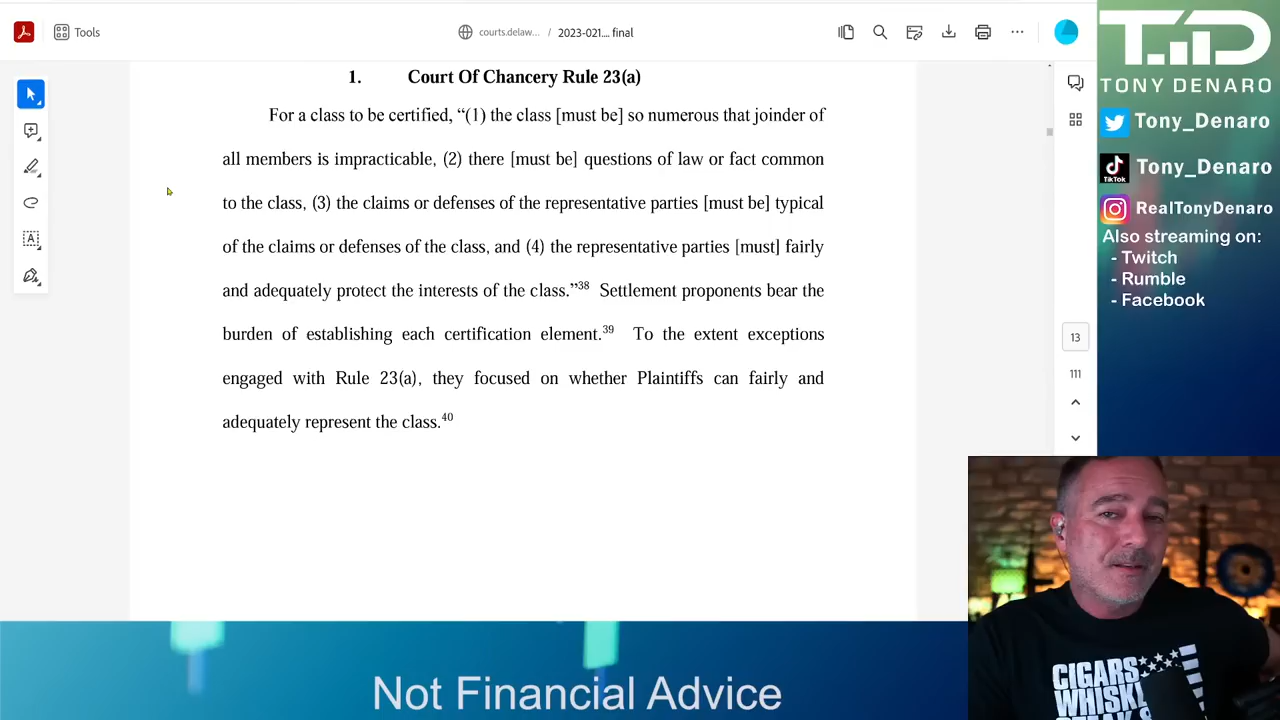 Tools
courts.delaw... / 2023-021.... final
1. Court Of Chancery Rule 23(a)
For a class to be certified, “(1) the class [must be] so numerous that joinder of
all members is impracticable, (2) there [must be] questions of law or fact common
to the class, (3) the claims or defenses of the representative parties [must be] typical
of the claims or defenses of the class, and (4) the representative parties [must] fairly
and adequately protect the interests of the class.”38 Settlement proponents bear the
burden of establishing each certification element.39 To the extent exceptions
engaged with Rule 23(a), they focused on whether Plaintiffs can fairly and
adequately represent the class.40
13
111
TD
TONY DENARO
Tony_Denaro
TikTok
Tony_Denaro
RealTonyDenaro
Also streaming on:
- Twitch
- Rumble
- Facebook
CIGARS
Not Financial Advice